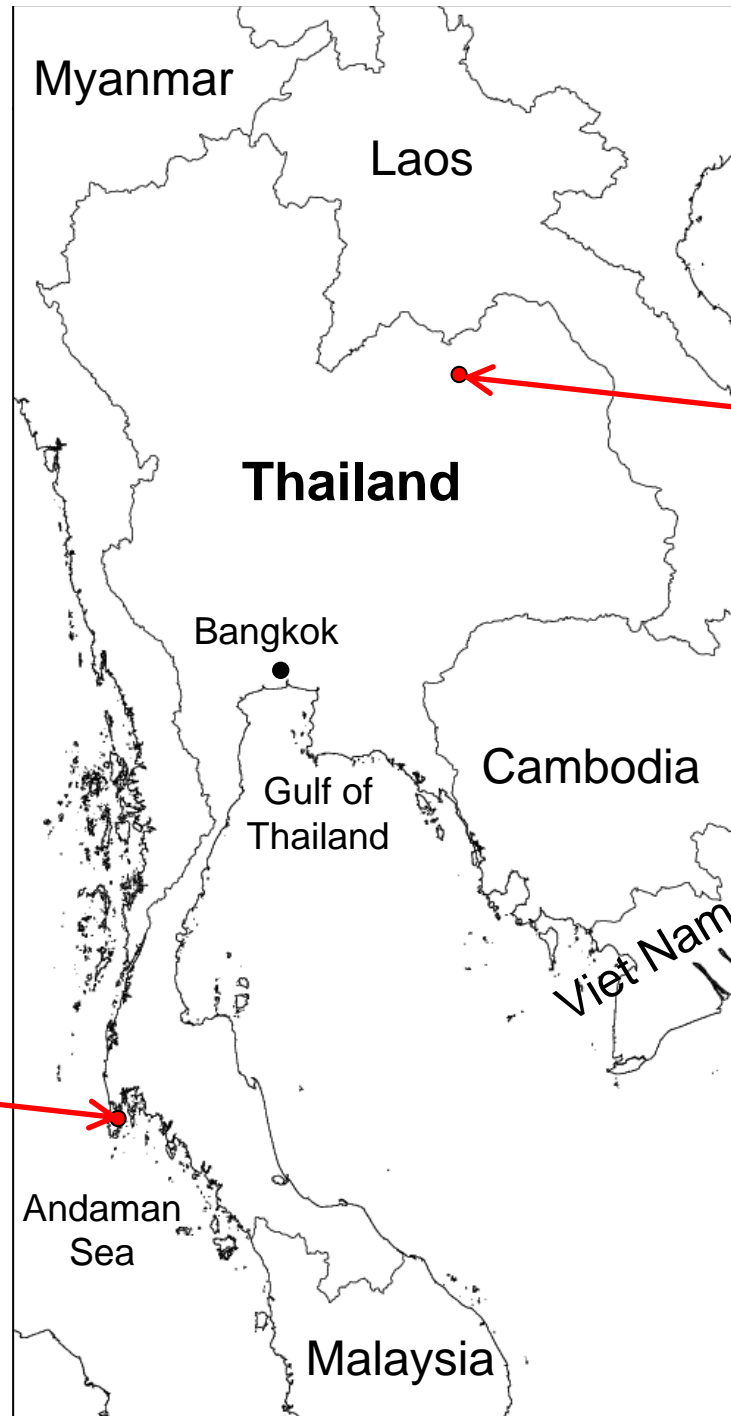 Myanmar
Laos
Thailand
Bangkok
Gulf of
Thailand
Cambodia
Viet Nam
Andaman
Sea
Malaysia